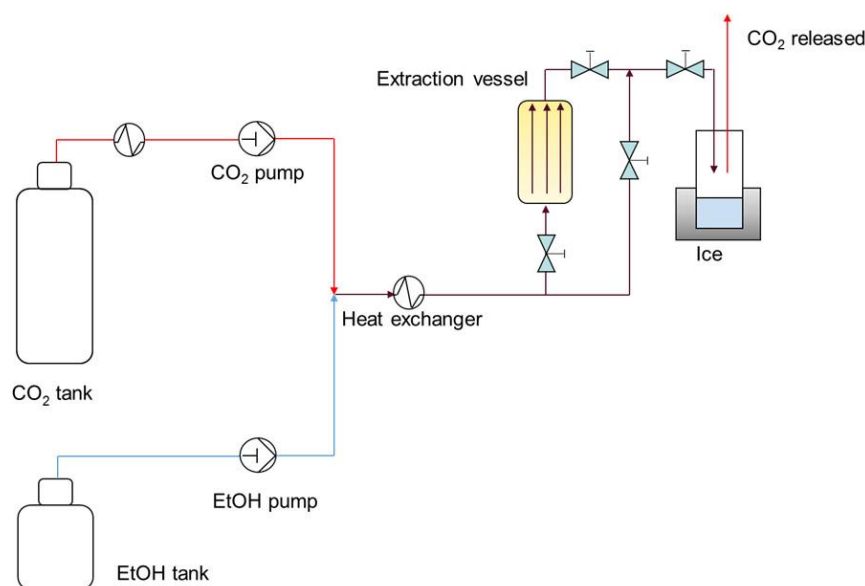 CO₂ released
Extraction vessel
CO₂ pump
Ice
Heat exchanger
CO₂ tank
EtOH pump
EtOH tank